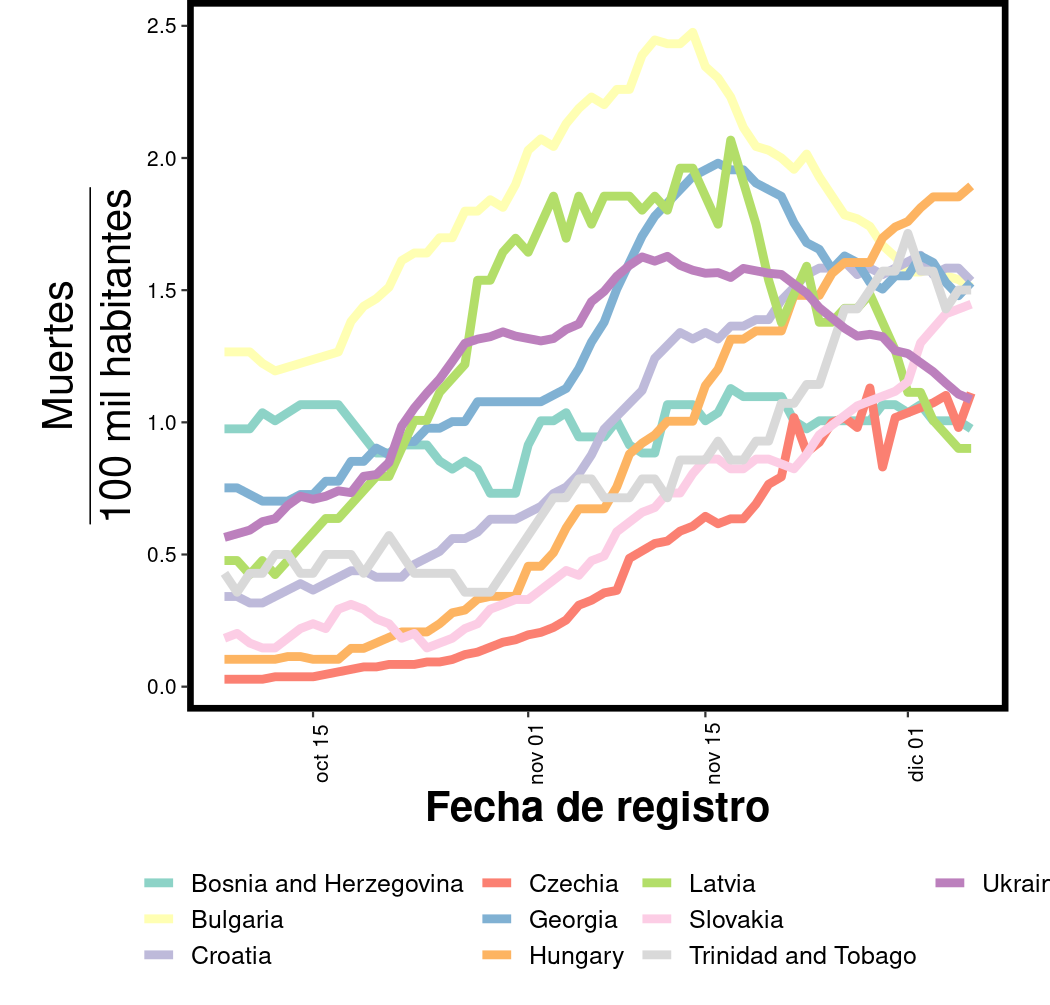 Muertes
100 mil habitantes
2.5
2.0
1.5
1.0
0.5
0.0
oct 15
nov 01
nov 15
dic 01
Fecha de registro
Bosnia and Herzegovina
Czechia
Latvia
Ukrain
Bulgaria
Georgia
Slovakia
Croatia
Hungary
Trinidad and Tobago